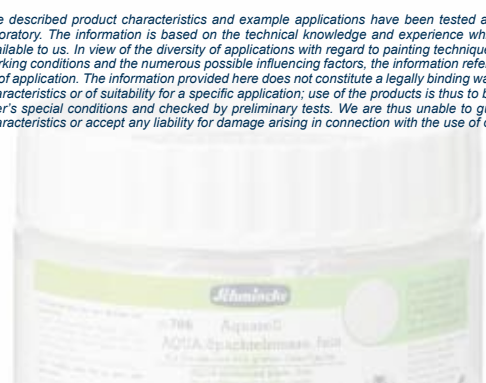 e described product characteristics and example applications have been tested a
oratory. The information is based on the technical knowledge and experience wh
ailable to us. In view of the diversity of applications with regard to painting technique
rking conditions and the numerous possible influencing factors, the information refe
of application. The information provided here does not constitute a legally binding wa
aracteristics or of suitability for a specific application; use of the products is thus to b
er's special conditions and checked by preliminary tests. We are thus unable to gu
aracteristics or accept any liability for damage arising in connection with the use of o
Schmincke
Aquarell
AQUA-Spachtelmasse, fein